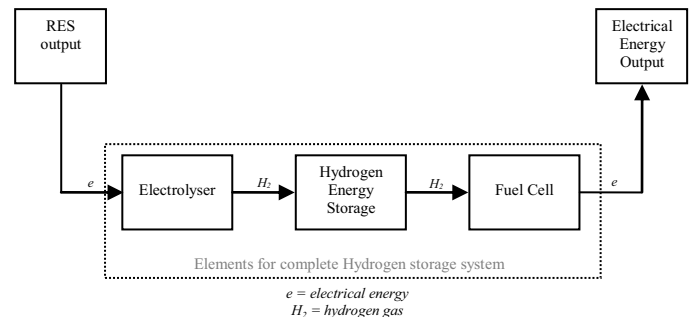 RES
output
Electrical
Energy
Output
e
Electrolyser
H₂
Hydrogen
Energy
Storage
H₂
Fuel Cell
e
Elements for complete Hydrogen storage system
e = electrical energy
H₂ = hydrogen gas